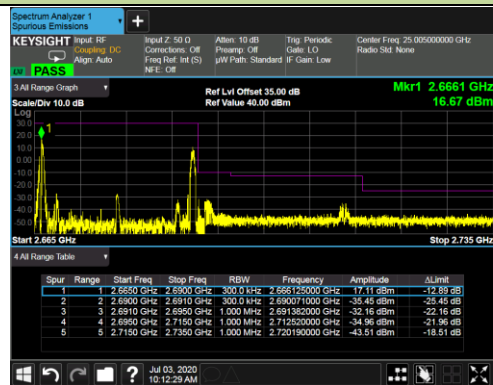 Spectrum Analyzer 1
Spurious Emissions
+
KEYSIGHT Input: RF Input Z: 50 Ω Atten: 10 dB Trig: Periodic Center Freq: 25.005000000 GHz
Coupling: DC Corrections: Off Preamp: Off Gate: LO Radio Std: None
Align: Auto Freq Ref: Int (S) µW Path: Standard IF Gain: Low
NFE: Off
LXI PASS
3 All Range Graph Ref Lvl Offset 35.00 dB Mkr1 2.6661 GHz
Scale/Div 10.0 dB Ref Value 40.00 dBm 16.67 dBm
Log
30.0
20.0
10.0
0.00
-10.0
-20.0
-30.0
-40.0
-50.0
1
Start 2.665 GHz Stop 2.735 GHz
4 All Range Table
Spur Range Start Freq Stop Freq RBW Frequency Amplitude ΔLimit
1 1 2.6650 GHz 2.6900 GHz 300.0 kHz 2.666125000 GHz 17.11 dBm -12.89 dB
2 2 2.6900 GHz 2.6910 GHz 300.0 kHz 2.690071000 GHz -35.45 dBm -25.45 dB
3 3 2.6910 GHz 2.6950 GHz 1.000 MHz 2.691382000 GHz -32.16 dBm -22.16 dB
4 4 2.6950 GHz 2.7150 GHz 1.000 MHz 2.712520000 GHz -34.96 dBm -21.96 dB
5 5 2.7150 GHz 2.7350 GHz 1.000 MHz 2.720190000 GHz -43.51 dBm -18.51 dB
? Jul 03, 2020
10:12:29 AM